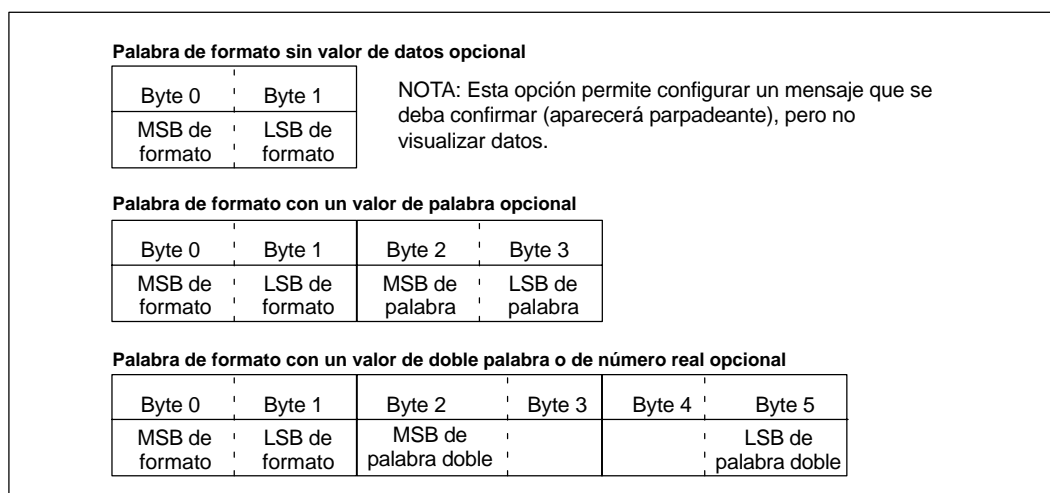 Palabra de formato sin valor de datos opcional
Byte 0 Byte 1
MSB de formato LSB de formato
NOTA: Esta opción permite configurar un mensaje que se
deba confirmar (aparecerá parpadeante), pero no
visualizar datos.
Palabra de formato con un valor de palabra opcional
Byte 0 Byte 1 Byte 2 Byte 3
MSB de formato LSB de formato MSB de palabra LSB de palabra
Palabra de formato con un valor de doble palabra o de número real opcional
Byte 0 Byte 1 Byte 2 Byte 3 Byte 4 Byte 5
MSB de formato LSB de formato MSB de palabra doble LSB de palabra doble